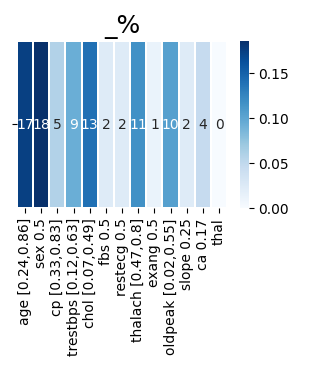 _%
-17 18 5 9 13 2 2 11 1 10 2 4 0
0.15
0.10
0.05
0.00
age [0.24,0.86]
sex 0.5
cp [0.33,0.83]
trestbps [0.12,0.63]
chol [0.07,0.49]
fbs 0.5
restecg 0.5
thalach [0.47,0.8]
exang 0.5
oldpeak [0.02,0.55]
slope 0.25
ca 0.17
thal